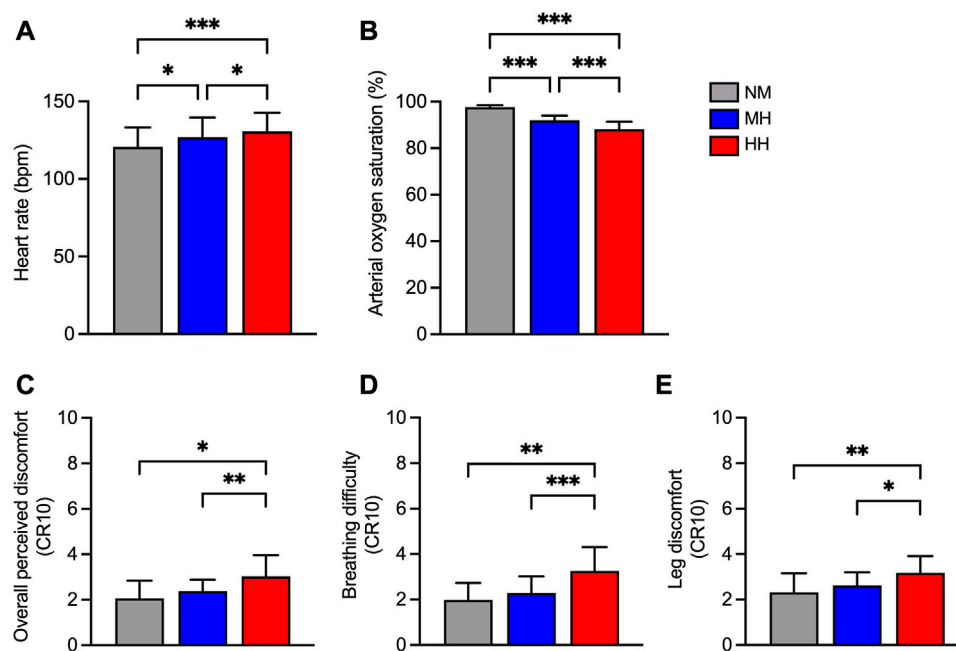 A
***
*
*
150
100
50
0
Heart rate (bpm)
B
***
***
***
100
80
60
40
20
0
Arterial oxygen saturation (%)
NM
MH
HH
C
*
**
10
8
6
4
2
0
Overall perceived discomfort
(CR10)
D
**
***
10
8
6
4
2
0
Breathing difficulty
(CR10)
E
**
*
10
8
6
4
2
0
Leg discomfort
(CR10)